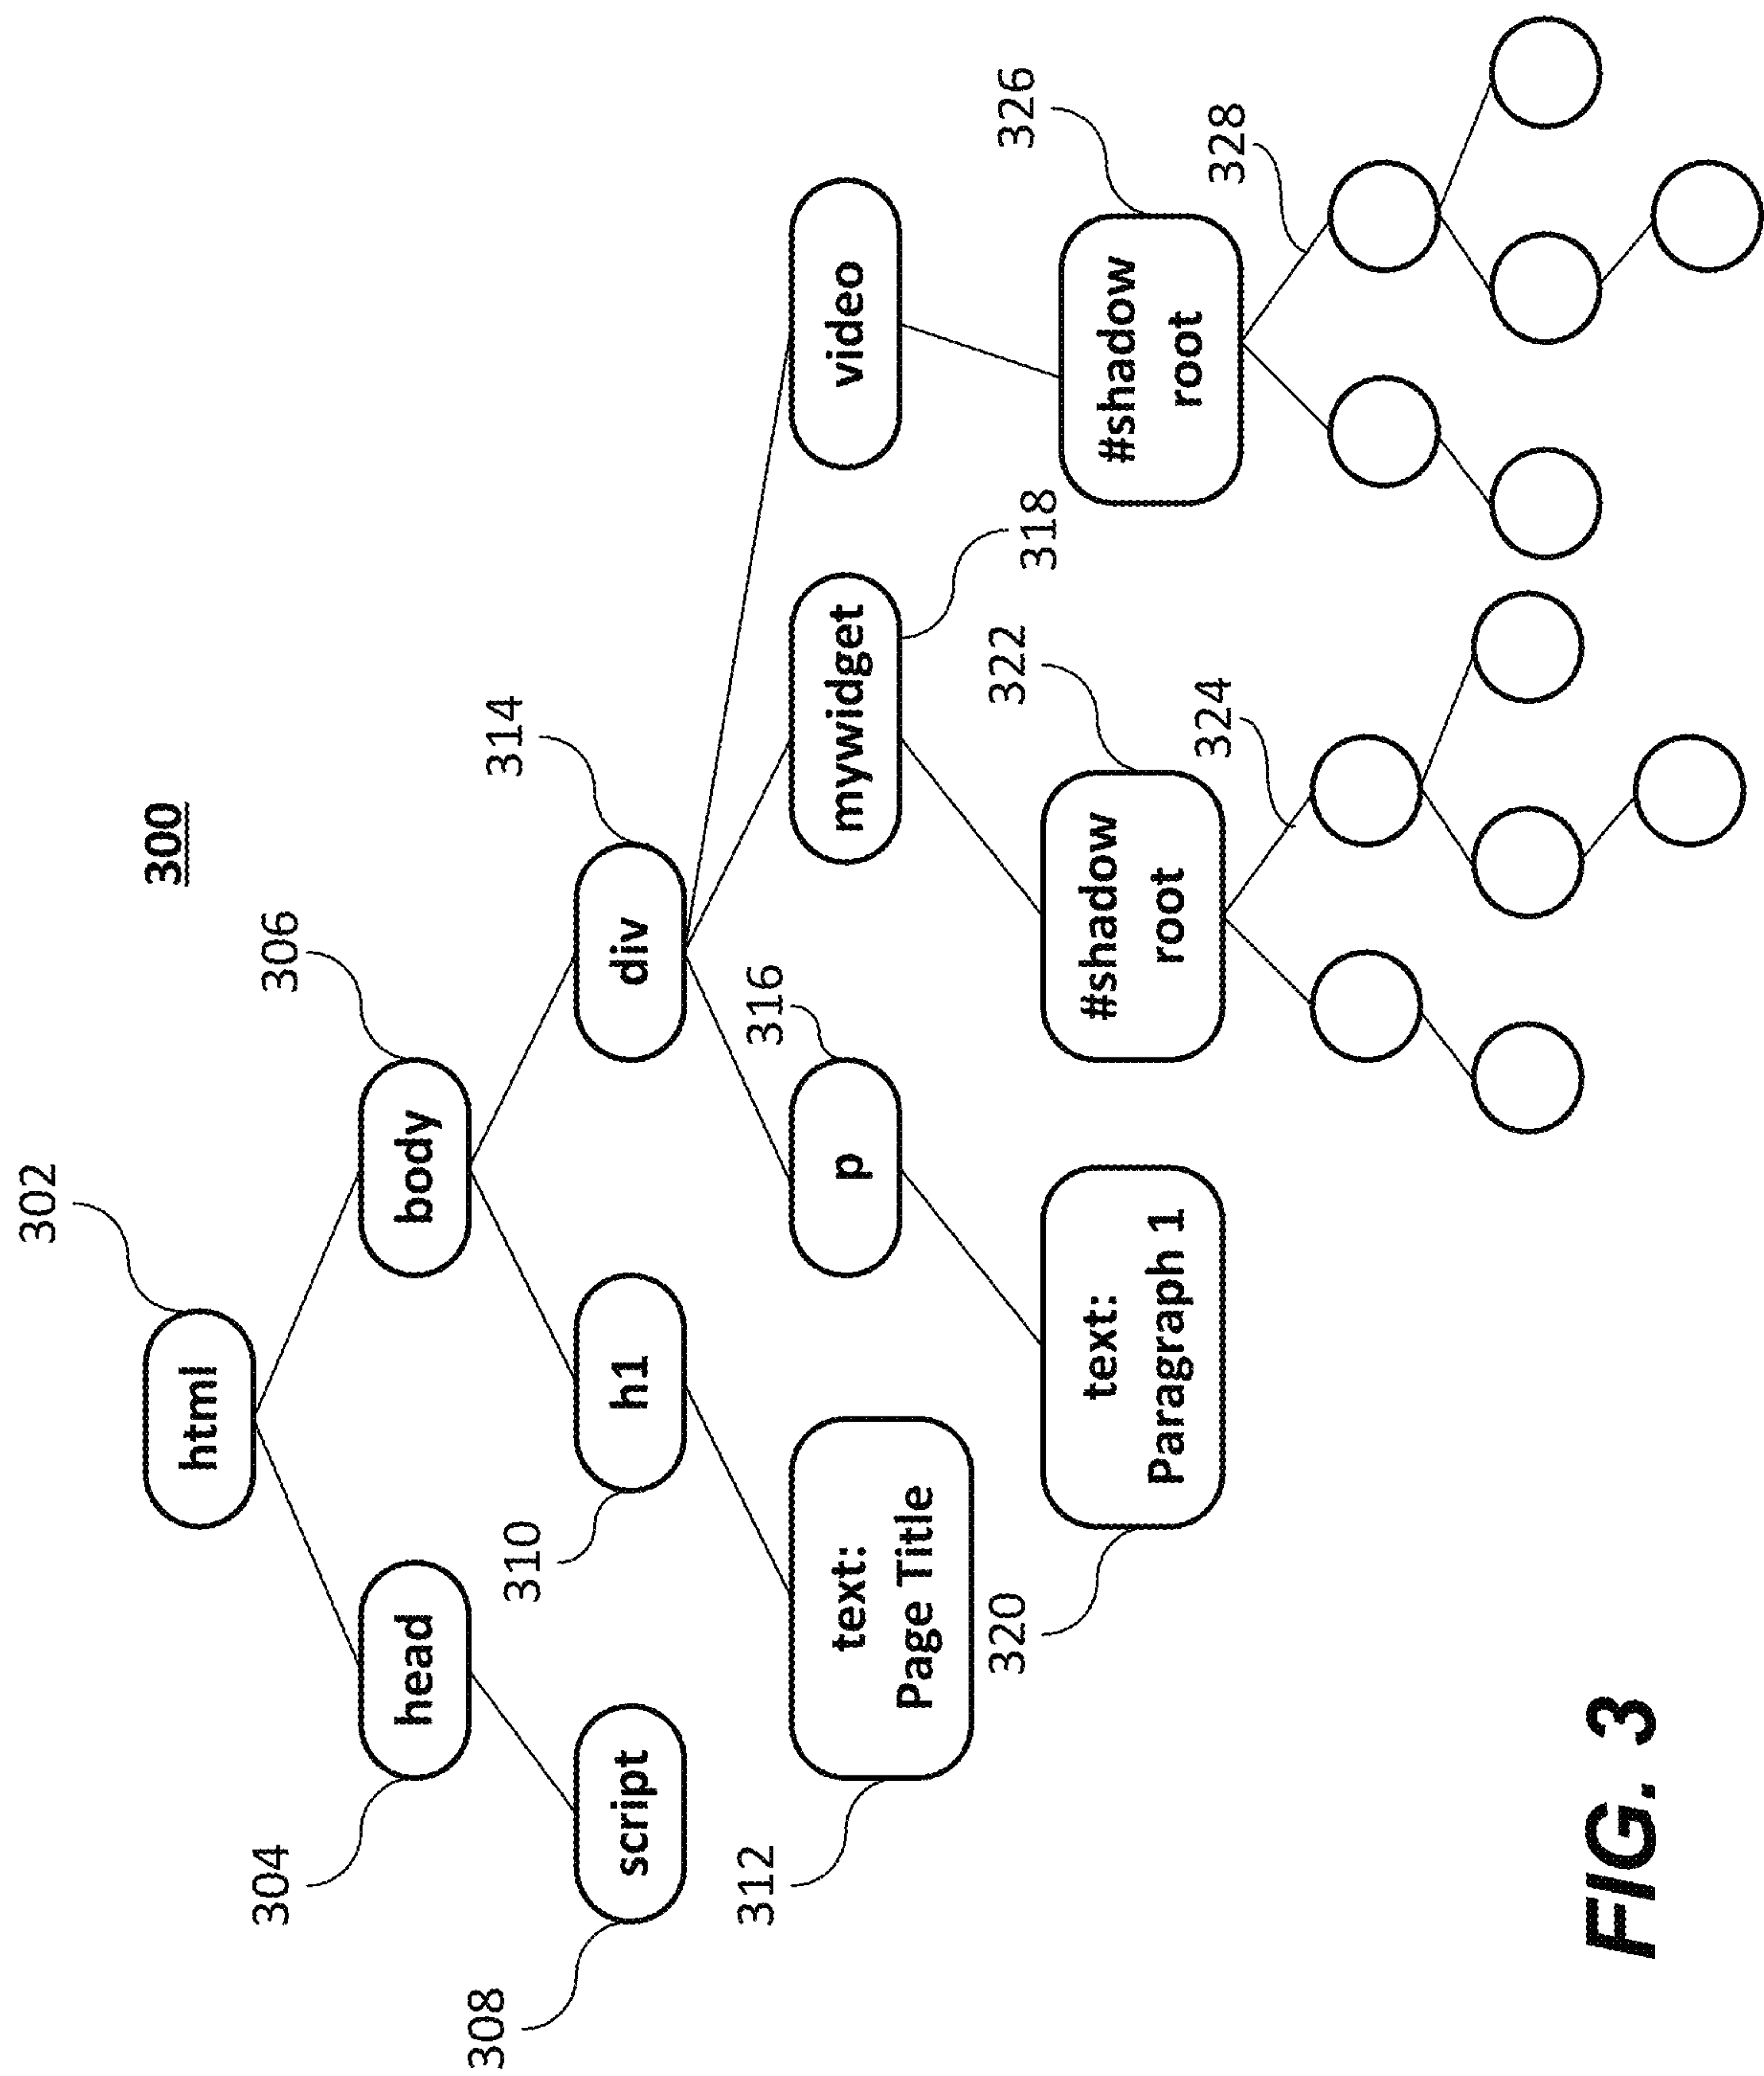 300
302
html
304
head
306
body
308
script
310
h1
314
div
312
text:
Page Title
316
p
mywidget
318
video
320
text:
Paragraph 1
322
#shadow
root
326
#shadow
root
324
328
FIG. 3